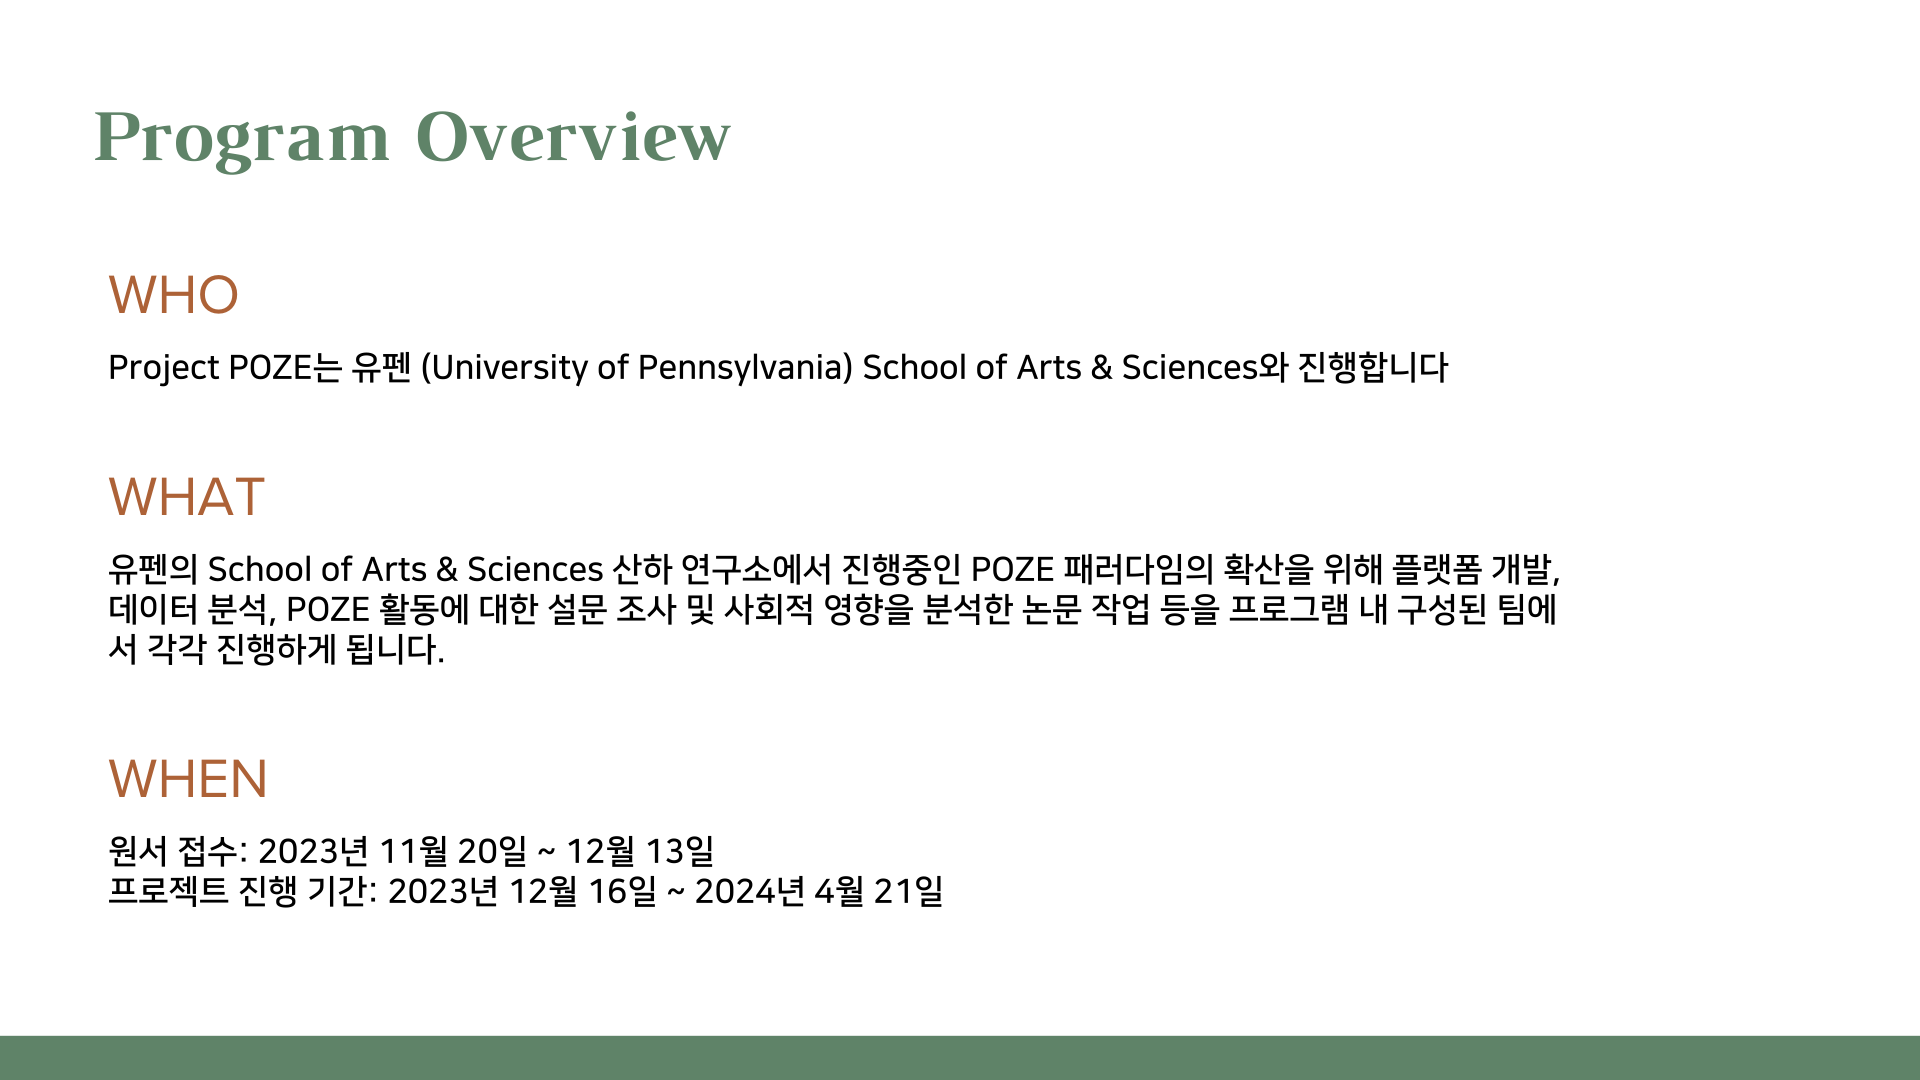 Program Overview
WHO
Project POZE는 유펜 (University of Pennsylvania) School of Arts & Sciences와 진행합니다
WHAT
유펜의 School of Arts & Sciences 산하 연구소에서 진행중인 POZE 패러다임의 확산을 위해 플랫폼 개발,
데이터 분석, POZE 활동에 대한 설문 조사 및 사회적 영향을 분석한 논문 작업 등을 프로그램 내 구성된 팀에
서 각각 진행하게 됩니다.
WHEN
원서 접수: 2023년 11월 20일 ~ 12월 13일
프로젝트 진행 기간: 2023년 12월 16일 ~ 2024년 4월 21일